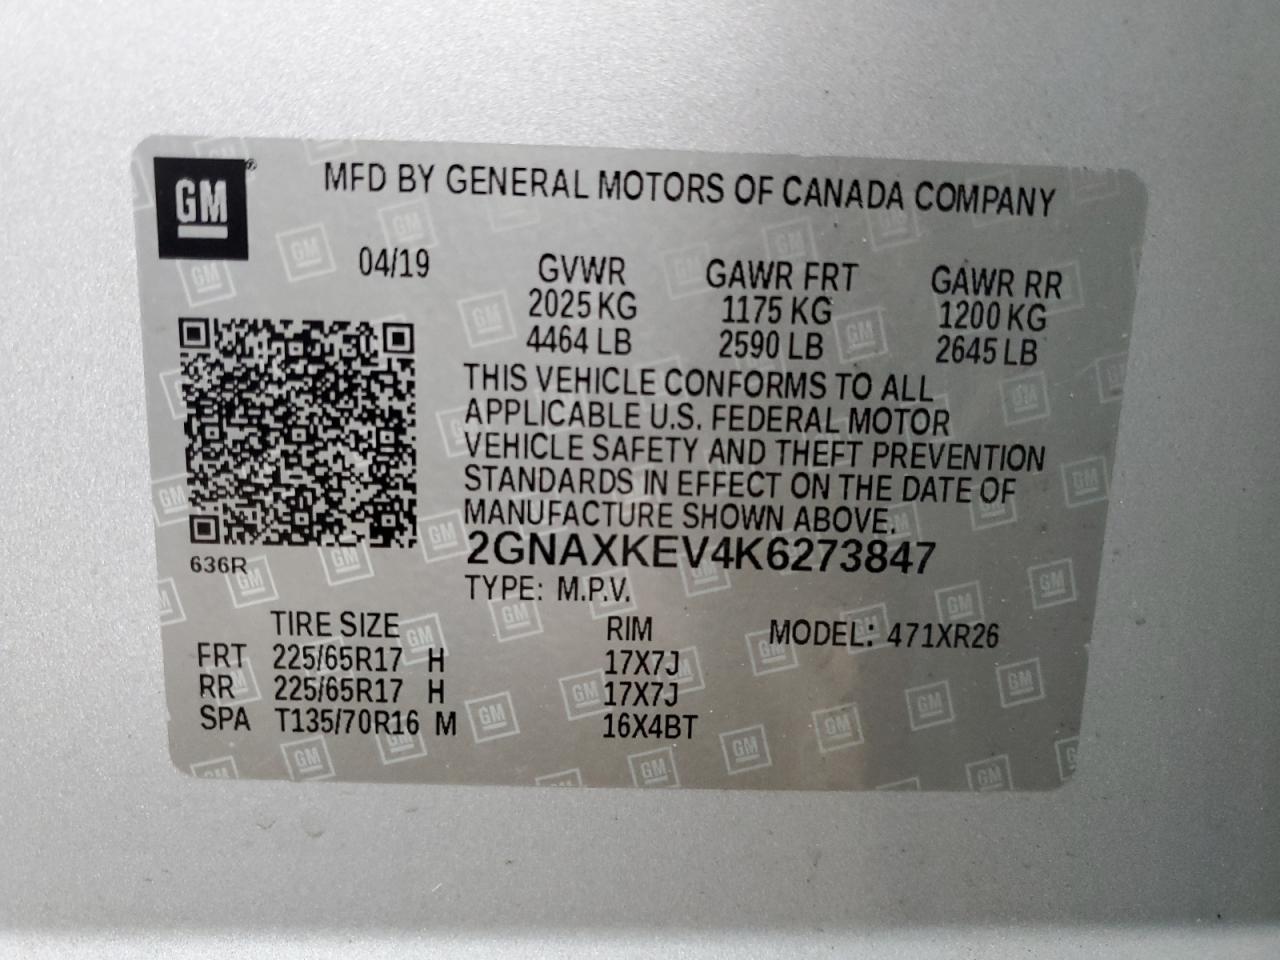 GM
MFD BY GENERAL MOTORS OF CANADA COMPANY
04/19 GVWR GAWR FRT GAWR RR
2025 KG 1175 KG 1200 KG
4464 LB 2590 LB 2645 LB
THIS VEHICLE CONFORMS TO ALL
APPLICABLE U.S. FEDERAL MOTOR
VEHICLE SAFETY AND THEFT PREVENTION
STANDARDS IN EFFECT ON THE DATE OF
MANUFACTURE SHOWN ABOVE.
636R
2GNAXKEV4K6273847
TYPE: M.P.V.
TIRE SIZE RIM MODEL: 471XR26
FRT 225/65R17 H 17X7J
RR 225/65R17 H 17X7J
SPA T135/70R16 M 16X4BT